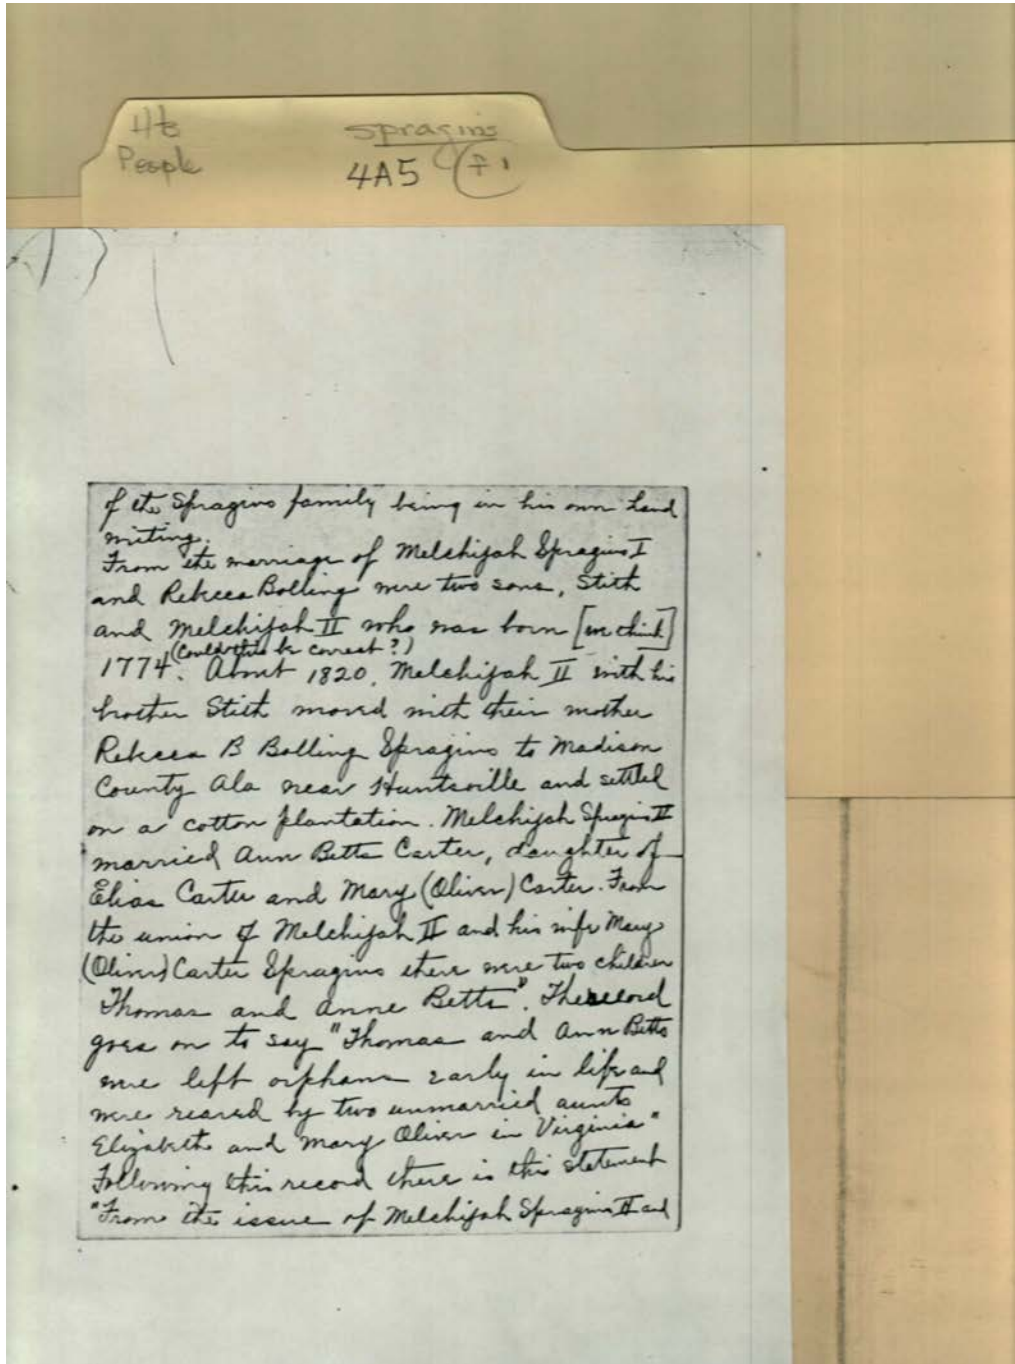 Hts Spragins
People 4A5
of the Spragins family being in his own hand
writing.
From the marriage of Melchijah Spragins I
and Rebecca Bolling were two sons, Stith
and Melchijah II who was born [we think]
(Could this be correct?)
1774. About 1820, Melchijah II with his
brother Stith moved with their mother
Rebecca B Bolling Spragins to Madison
County Ala near Huntsville and settled
on a cotton plantation. Melchijah Spragins II
married Ann Betts Carter, daughter of
Elias Carter and Mary (Oliver) Carter. From
the union of Melchijah II and his wife Mary
(Oliver) Carter Spragins there were two children
Thomas and Anne Betts". The record
goes on to say "Thomas and Ann Betts
were left orphans early in life and
were reared by two unmarried aunts
Elizabeth and Mary Oliver in Virginia"
Following this record there is this statement
"From the issue of Melchijah Spragins II and